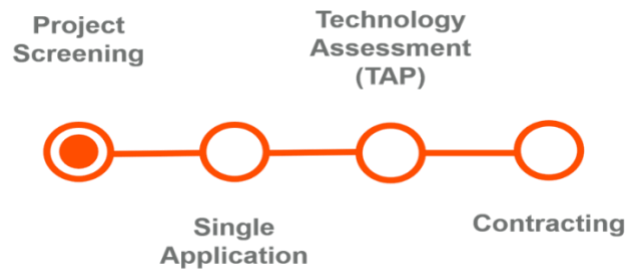 Project
Screening
Technology
Assessment
(TAP)
Single
Application
Contracting